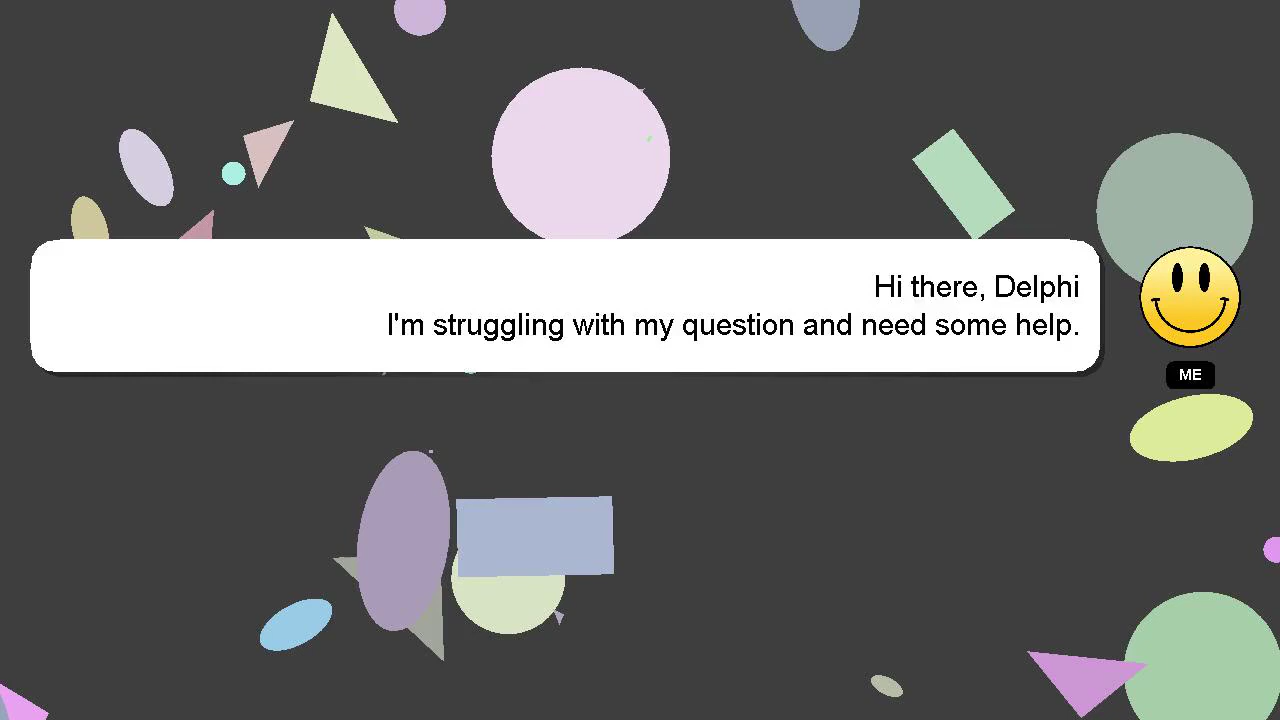 Hi there, Delphi
I'm struggling with my question and need some help.
ME